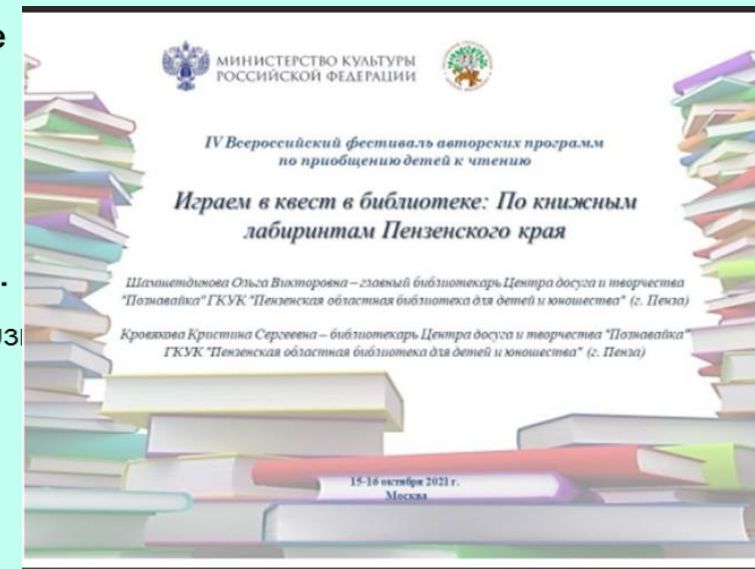 е
.
МИНИСТЕРСТВО КУЛЬТУРЫ
РОССИЙСКОЙ ФЕДЕРАЦИИ
IV Всероссийский фестиваль авторских программ
по приобщению детей к чтению
Играем в квест в библиотеке: По книжным
лабиринтам Пензенского края
Шамшетдинова Ольга Викторовна – главный библиотекарь Центра досуга и творчества
"Познавайка" ГКУК "Пензенская областная библиотека для детей и юношества" (г. Пенза)
Кровякова Кристина Сергеевна – библиотекарь Центра досуга и творчества "Познавайка"
ГКУК "Пензенская областная библиотека для детей и юношества" (г. Пенза)
15-16 октября 2021 г.
Москва